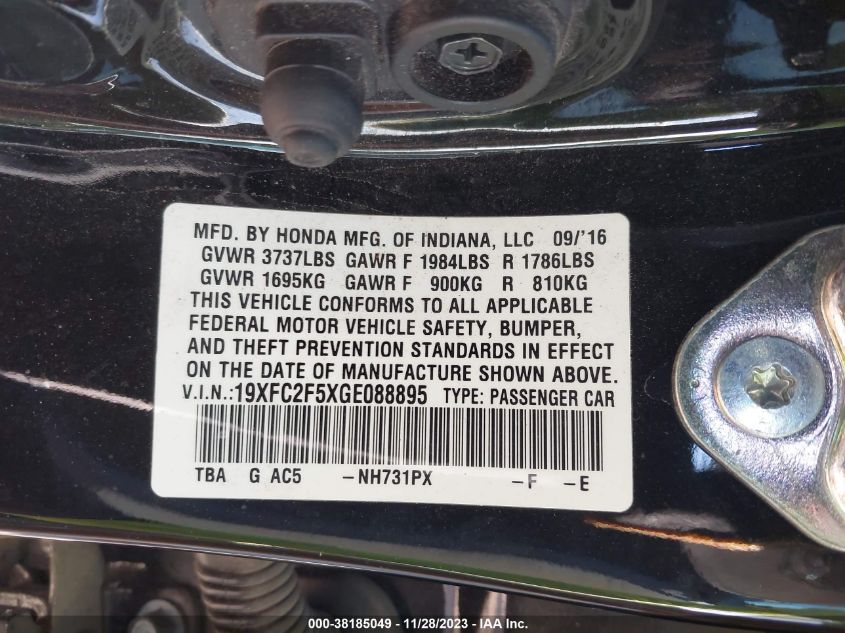 MFD. BY HONDA MFG. OF INDIANA, LLC 09/'16
GVWR 3737LBS GAWR F 1984LBS R 1786LBS
GVWR 1695KG GAWR F 900KG R 810KG
THIS VEHICLE CONFORMS TO ALL APPLICABLE
FEDERAL MOTOR VEHICLE SAFETY, BUMPER,
AND THEFT PREVENTION STANDARDS IN EFFECT
ON THE DATE OF MANUFACTURE SHOWN ABOVE.
V.I.N.:19XFC2F5XGE088895 TYPE: PASSENGER CAR
TBA G AC5 -NH731PX -F -E
000-38185049 - 11/28/2023 - IAA Inc.